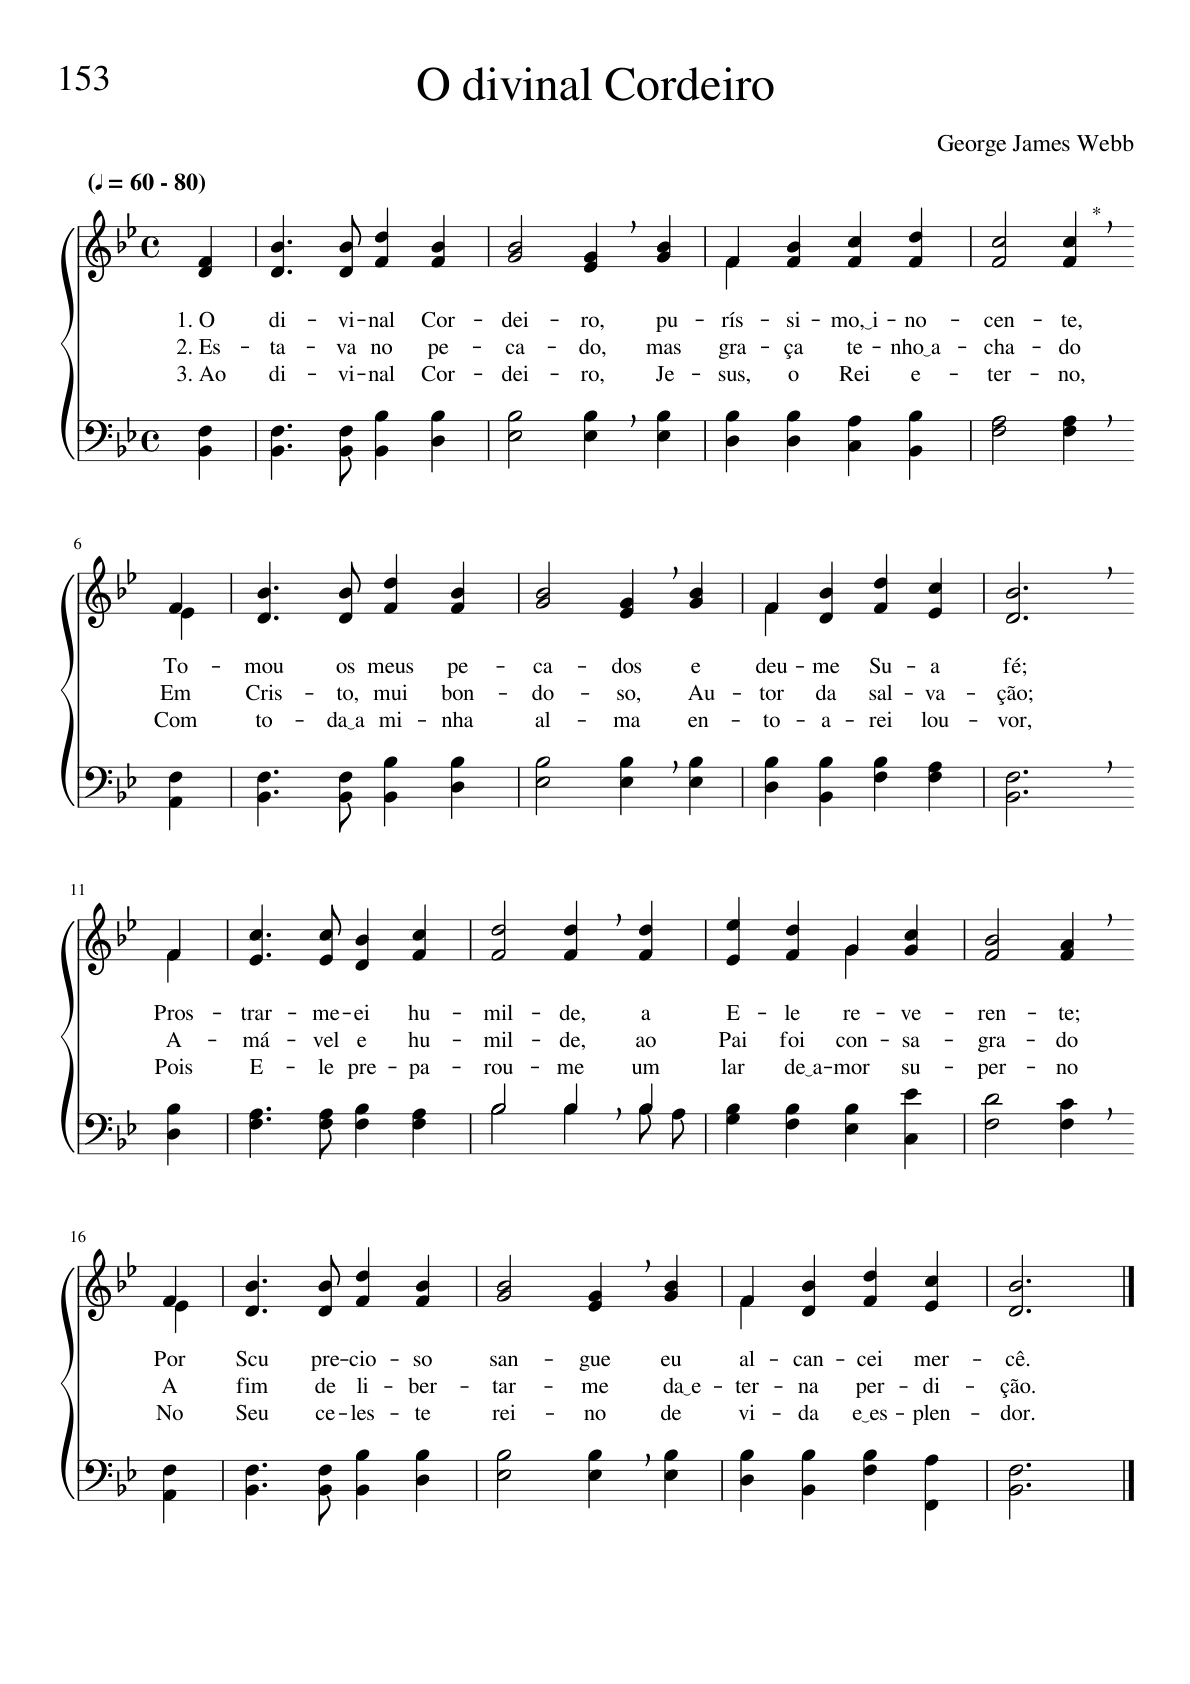 153
O divinal Cordeiro
George James Webb
(♩ = 60 - 80)
*
1. O di – vi – nal Cor – dei – ro, pu – rís – si – mo,‿i – no – cen – te,
2. Es – ta – va no pe – ca – do, mas gra – ça te – nho‿a – cha – do
3. Ao di – vi – nal Cor – dei – ro, Je – sus, o Rei e – ter – no,
6
To – mou os meus pe – ca – dos e deu – me Su – a fé;
Em Cris – to, mui bon – do – so, Au – tor da sal – va – ção;
Com to – da‿a mi – nha al – ma en – to – a – rei lou – vor,
11
Pros – trar – me – ei hu – mil – de, a E – le re – ve – ren – te;
A – má – vel e hu – mil – de, ao Pai foi con – sa – gra – do
Pois E – le pre – pa – rou – me um lar de‿a – mor su – per – no
16
Por Scu pre – cio – so san – gue eu al – can – cei mer – cê.
A fim de li – ber – tar – me da‿e – ter – na per – di – ção.
No Seu ce – les – te rei – no de vi – da e‿es – plen – dor.